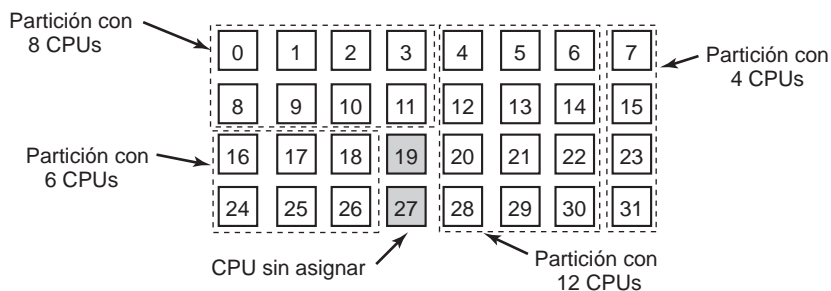 Partición con
8 CPUs
0 1 2 3 4 5 6 7
Partición con
4 CPUs
8 9 10 11 12 13 14 15
Partición con
6 CPUs
16 17 18 19 20 21 22 23
24 25 26 27 28 29 30 31
CPU sin asignar
Partición con
12 CPUs